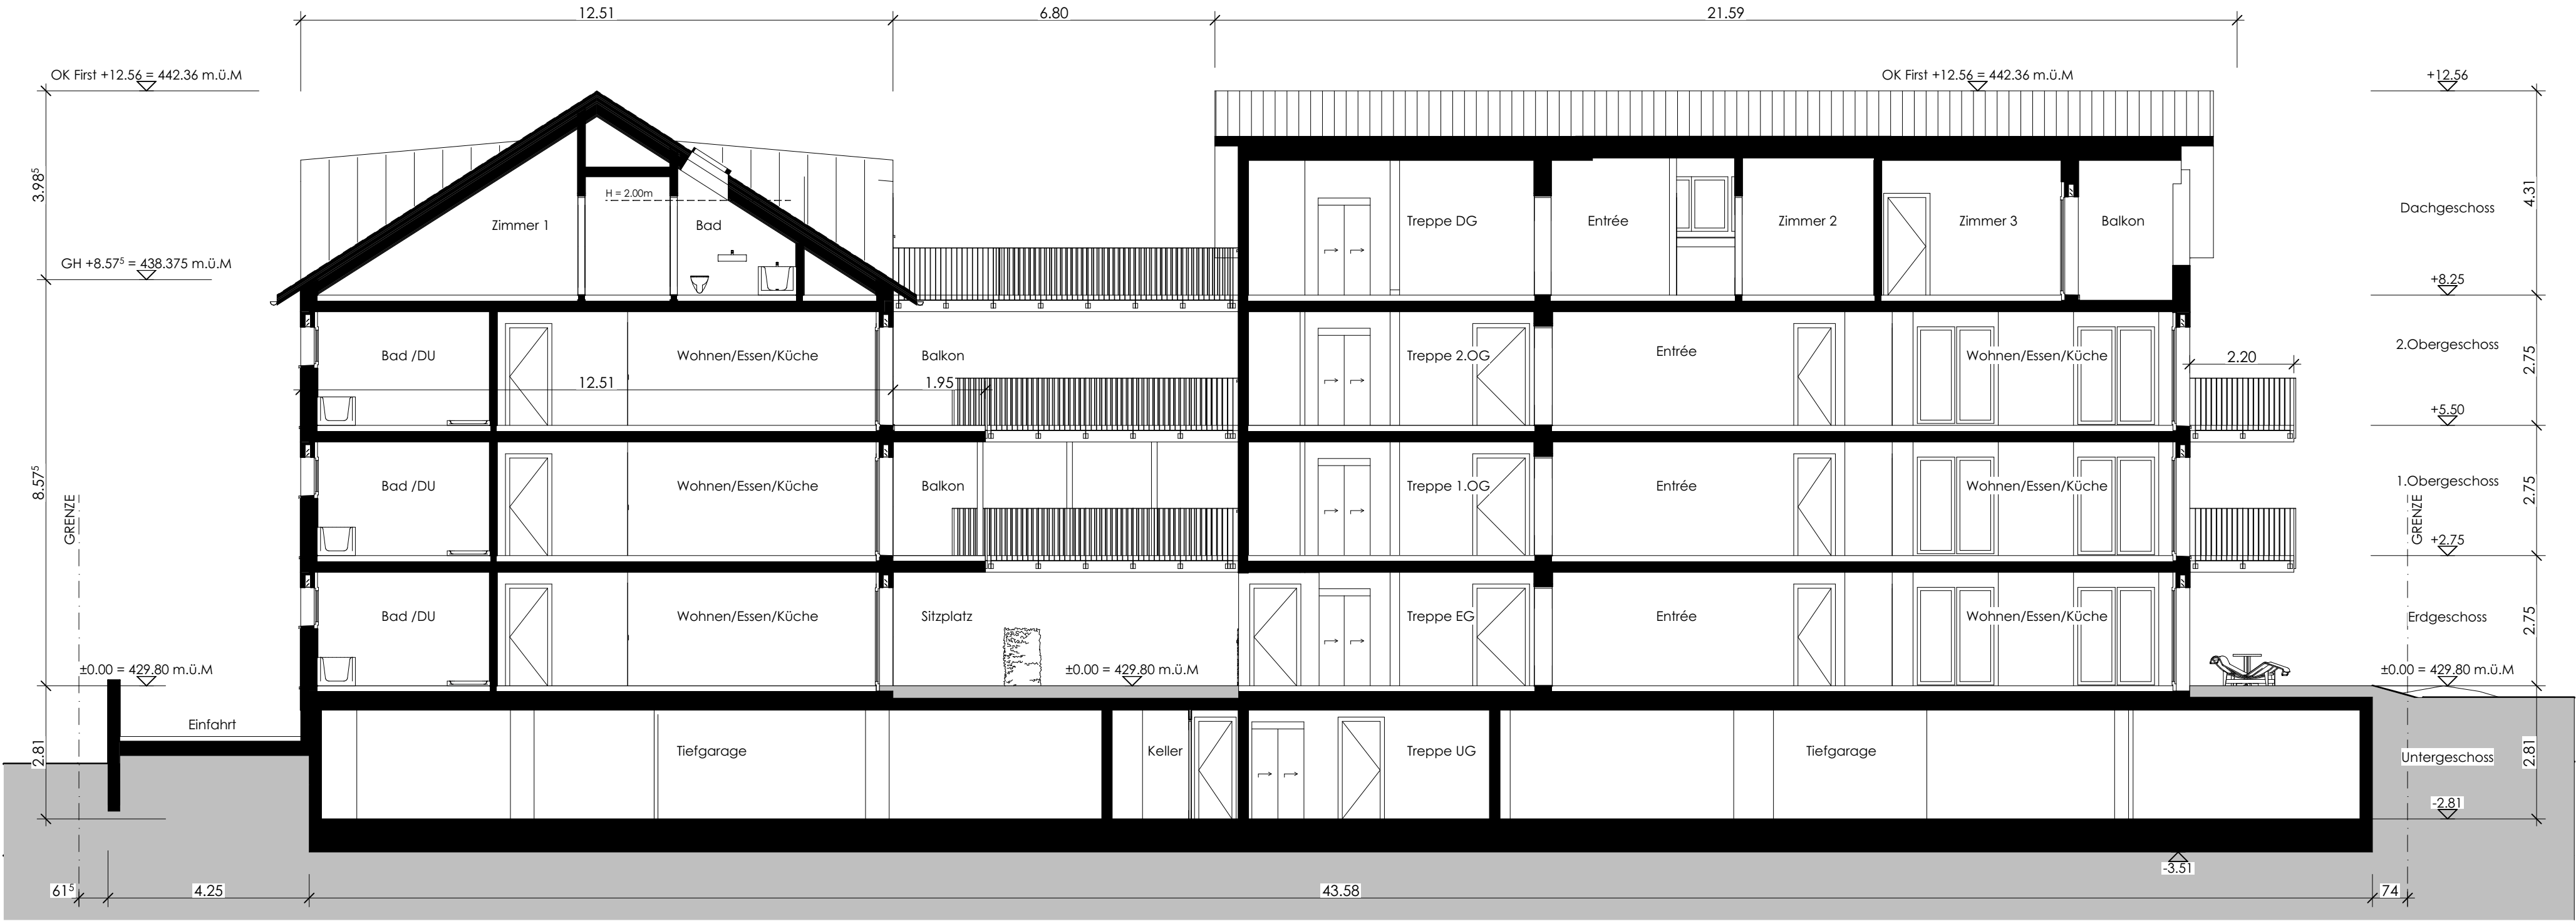 12.51
6.80
21.59
OK First +12.56 = 442.36 m.ü.M
OK First +12.56 = 442.36 m.ü.M
+12.56
3.98⁵
H = 2.00m
Zimmer 1
Bad
Treppe DG
Entrée
Zimmer 2
Zimmer 3
Balkon
Dachgeschoss
4.31
GH +8.57⁵ = 438.375 m.ü.M
+8.25
Bad /DU
Wohnen/Essen/Küche
Balkon
Treppe 2.OG
Entrée
Wohnen/Essen/Küche
2.20
2.Obergeschoss
2.75
12.51
1.95
+5.50
8.57⁵
GRENZE
Bad /DU
Wohnen/Essen/Küche
Balkon
Treppe 1.OG
Entrée
Wohnen/Essen/Küche
1.Obergeschoss
2.75
GRENZE
+2.75
Bad /DU
Wohnen/Essen/Küche
Sitzplatz
Treppe EG
Entrée
Wohnen/Essen/Küche
Erdgeschoss
2.75
±0.00 = 429.80 m.ü.M
±0.00 = 429.80 m.ü.M
±0.00 = 429.80 m.ü.M
Einfahrt
2.81
Tiefgarage
Keller
Treppe UG
Tiefgarage
Untergeschoss
2.81
-2.81
-3.51
61⁵
4.25
43.58
74